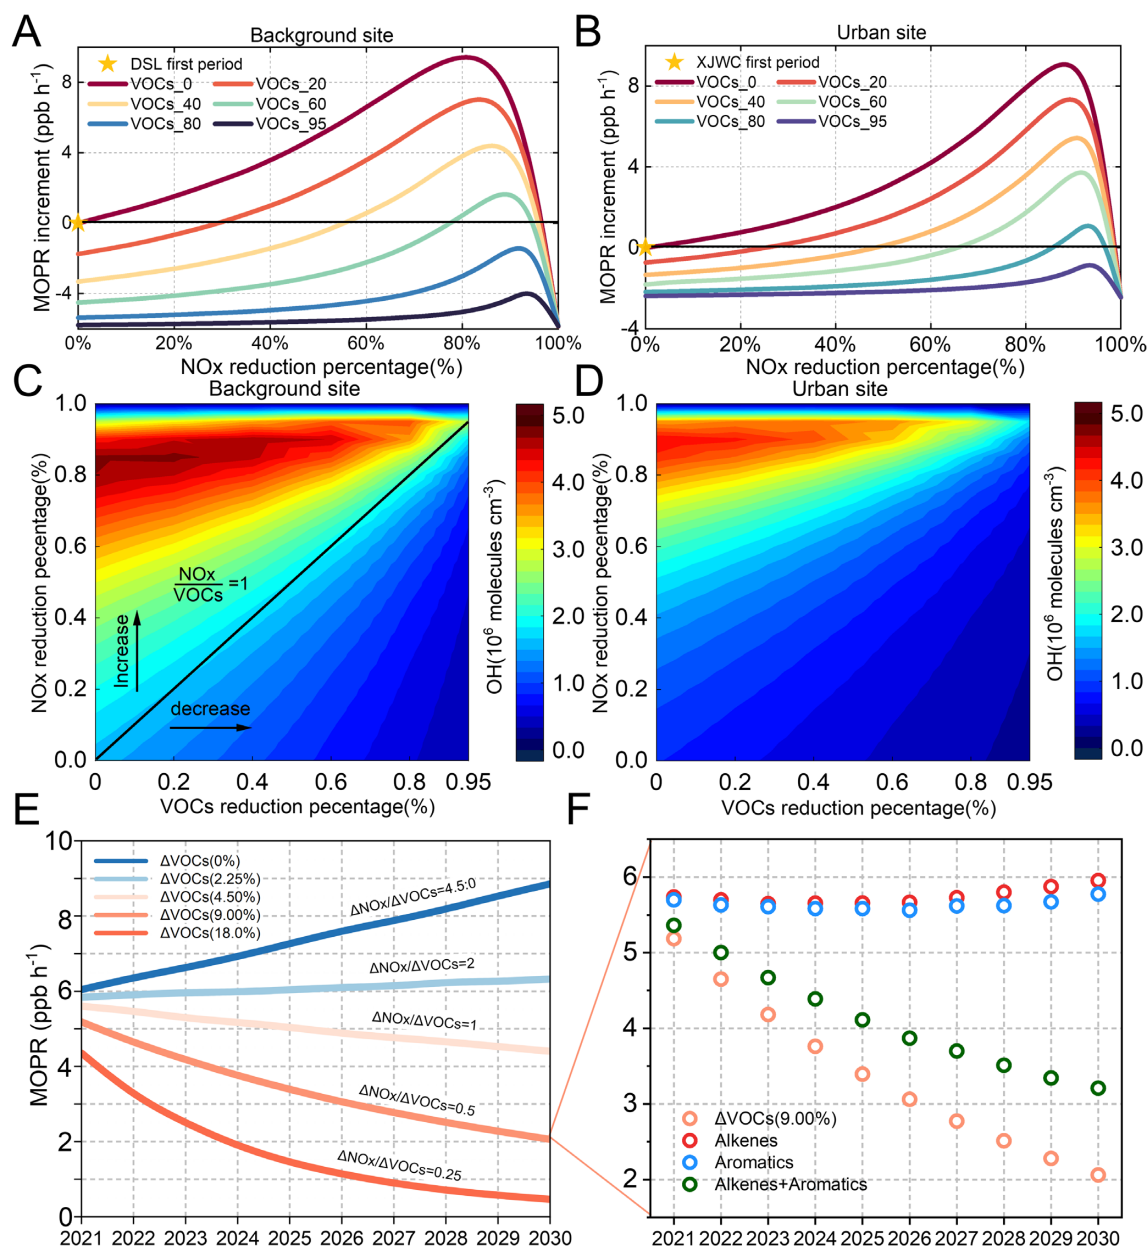 A
Background site
MOPR increment (ppb h⁻¹)
DSL first period
VOCs_0
VOCs_20
VOCs_40
VOCs_60
VOCs_80
VOCs_95
8
4
0
-4
0%
20%
40%
60%
80%
100%
NOx reduction percentage(%)
B
Urban site
MOPR increment (ppb h⁻¹)
XJWC first period
VOCs_0
VOCs_20
VOCs_40
VOCs_60
VOCs_80
VOCs_95
8
4
0
-4
0%
20%
40%
60%
80%
100%
NOx reduction percentage(%)
C
Background site
NOx reduction pecentage(%)
1.0
0.8
0.6
0.4
0.2
0.0
NOx
VOCs
=1
Increase
decrease
0
0.2
0.4
0.6
0.8
0.95
VOCs reduction pecentage(%)
5.0
4.0
3.0
2.0
1.0
0.0
OH(10⁶ molecules cm⁻³)
D
Urban site
NOx reduction pecentage(%)
1.0
0.8
0.6
0.4
0.2
0.0
0
0.2
0.4
0.6
0.8
0.95
VOCs reduction pecentage(%)
5.0
4.0
3.0
2.0
1.0
0.0
OH(10⁶ molecules cm⁻³)
E
MOPR (ppb h⁻¹)
10
8
6
4
2
0
ΔVOCs(0%)
ΔVOCs(2.25%)
ΔVOCs(4.50%)
ΔVOCs(9.00%)
ΔVOCs(18.0%)
ΔNOx/ΔVOCs=4.5:0
ΔNOx/ΔVOCs=2
ΔNOx/ΔVOCs=1
ΔNOx/ΔVOCs=0.5
ΔNOx/ΔVOCs=0.25
2021 2022 2023 2024 2025 2026 2027 2028 2029 2030
F
6
5
4
3
2
ΔVOCs(9.00%)
Alkenes
Aromatics
Alkenes+Aromatics
2021 2022 2023 2024 2025 2026 2027 2028 2029 2030